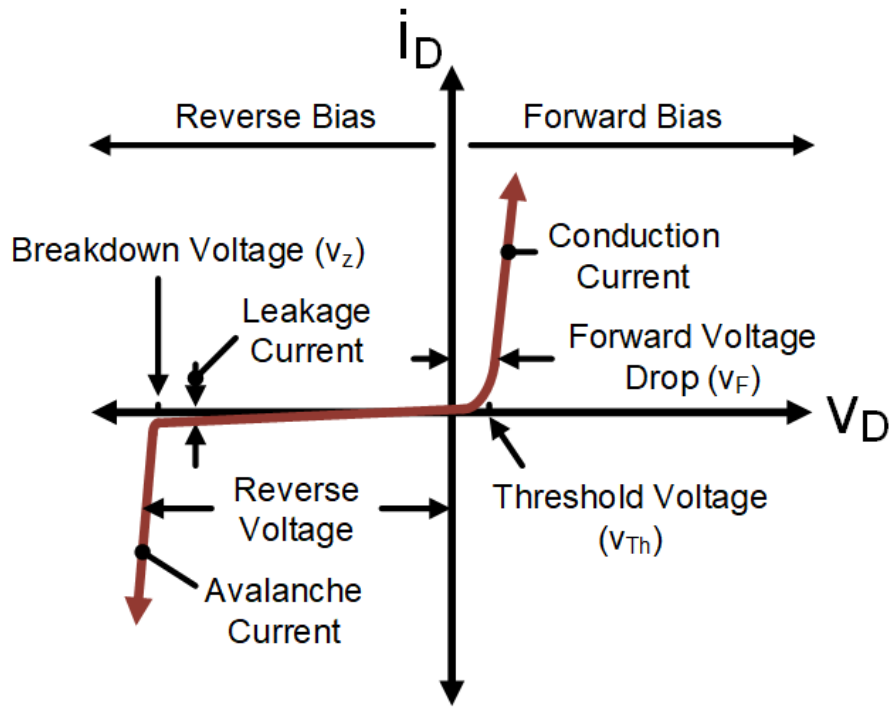 iD
Reverse Bias
Forward Bias
Breakdown Voltage (vz)
Conduction
Current
Leakage
Current
Forward Voltage
Drop (vF)
VD
Reverse
Voltage
Threshold Voltage
(vTh)
Avalanche
Current